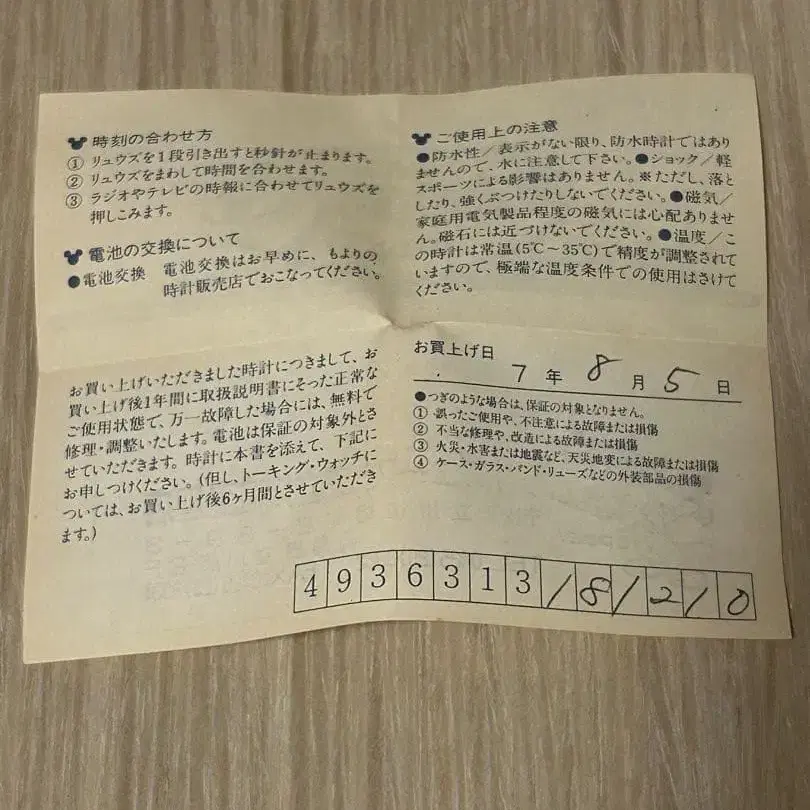 時刻の合わせ方
① リュウズを1段引き出すと秒針が止まります。
② リュウズをまわして時間を合わせます。
③ ラジオやテレビの時報に合わせてリュウズを
押しこみます。
電池の交換について
●電池交換 電池交換はお早めに、もよりの
時計販売店でおこなってください。
ご使用上の注意
●防水性/表示がない限り、防水時計ではあり
ませんので、水に注意して下さい。●ショック/軽
スポーツによる影響はありません。※ただし、落と
したり、強くぶつけたりしないでください。●磁気/
家庭用電気製品程度の磁気には心配ありませ
ん。磁石には近づけないでください。●温度/こ
の時計は常温(5℃～35℃)で精度が調整されて
いますので、極端な温度条件での使用はさけて
ください。
お買い上げいただきました時計につきまして、お
買い上げ後1年間に取扱説明書にそった正常な
ご使用状態で、万一故障した場合には、無料で
修理・調整いたします。電池は保証の対象外とさ
せていただきます。時計に本書を添えて、下記に
お申しつけください。(但し、トーキング・ウォッチに
ついては、お買い上げ後6ヶ月間とさせていただき
ます。)
お買上げ日
7年8月5日
●つぎのような場合は、保証の対象となりません。
① 誤ったご使用や、不注意による故障または損傷
② 不当な修理や、改造による故障または損傷
③ 火災・水害または地震など、天災地変による故障または損傷
④ ケース・ガラス・バンド・リューズなどの外装部品の損傷
4936313181210